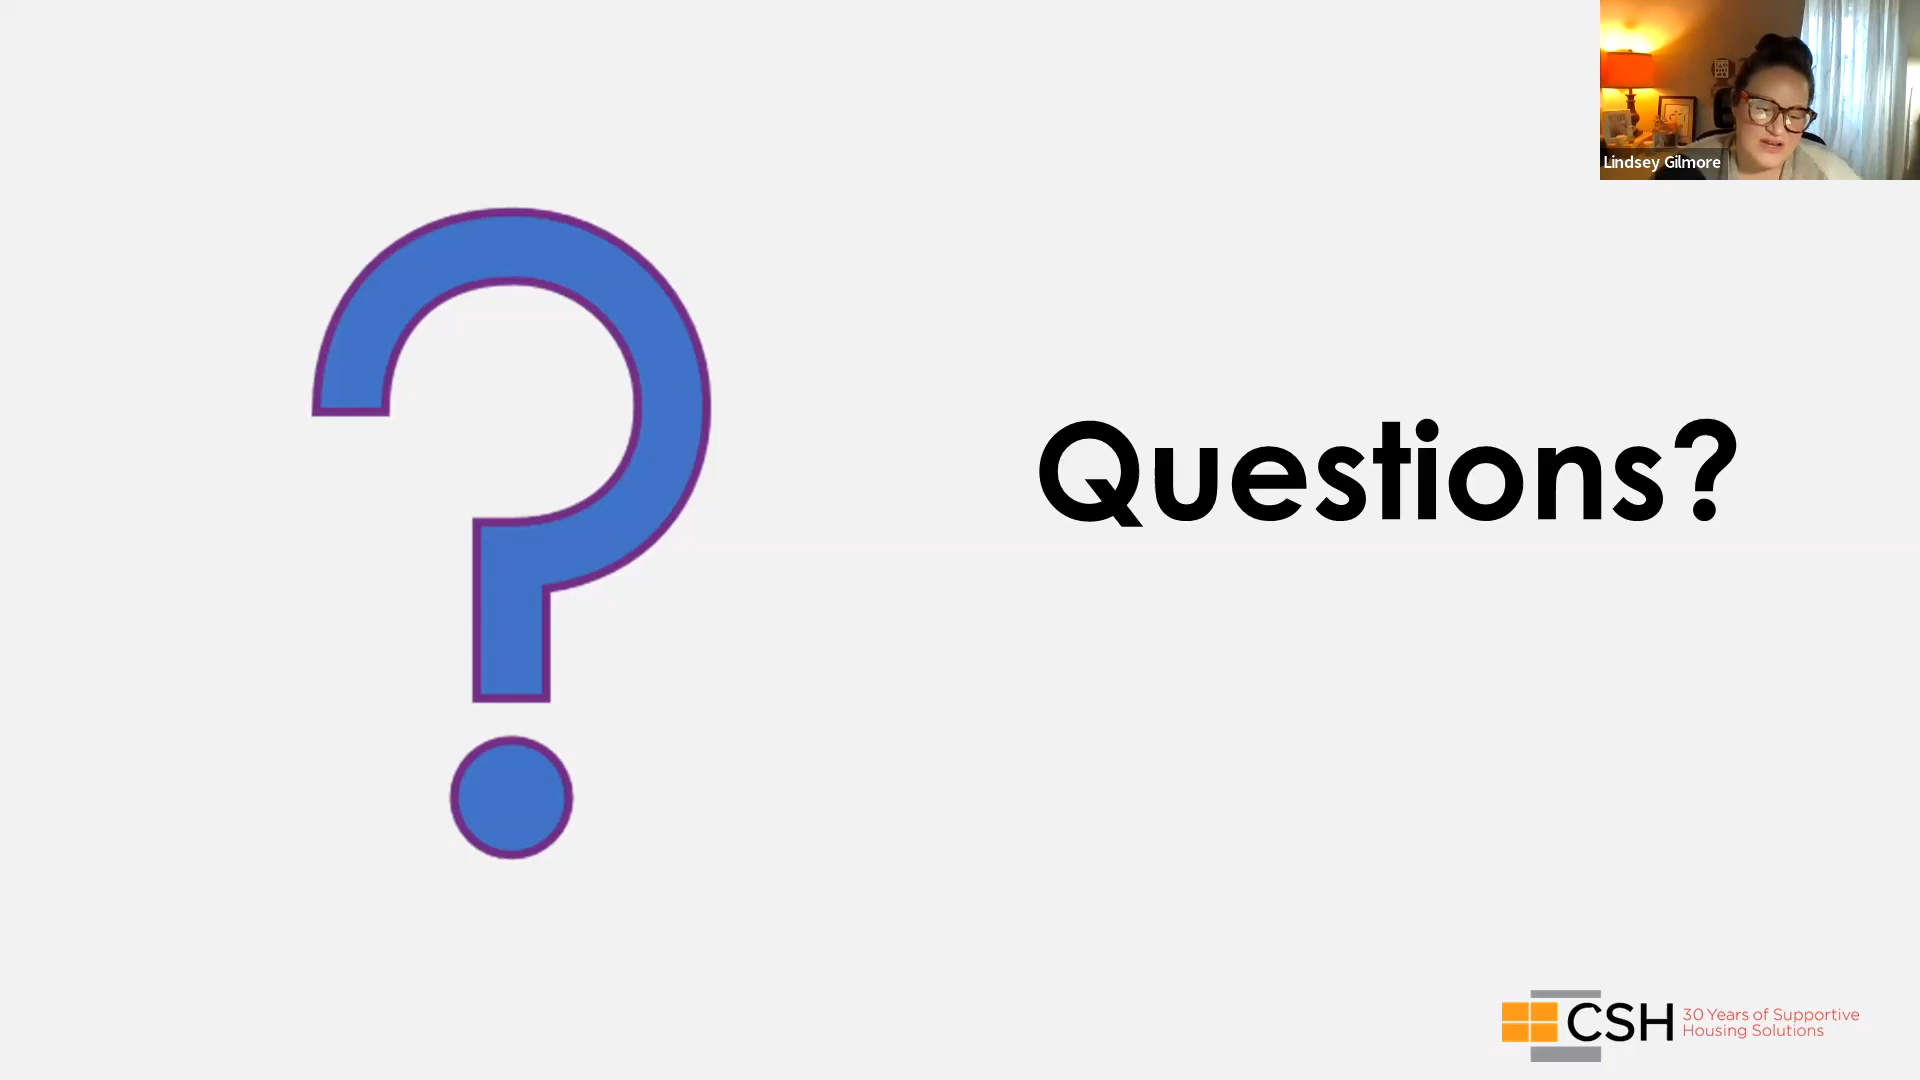 Lindsey Gilmore
?
Questions?
CSH
30 Years of Supportive
Housing Solutions